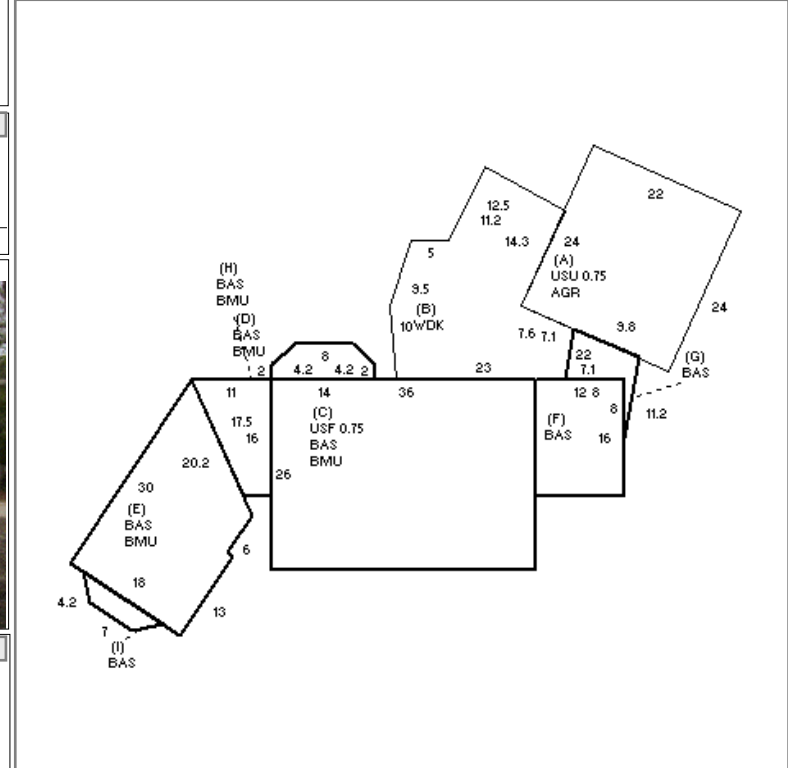 22
12.5
11.2
14.3
24
5
(A)
USU 0.75
AGR
(H)
BAS
BMU
9.5
(B)
10WDK
24
(D)
BAS
BMU
7.6
7.1
9.8
8
22
(G)
BAS
2
4.2
4.2
2
23
7.1
11
14
36
12
8
(C)
USF 0.75
BAS
BMU
8
11.2
17.5
16
(F)
BAS
16
20.2
26
30
(E)
BAS
BMU
6
18
4.2
13
7
(I)
BAS